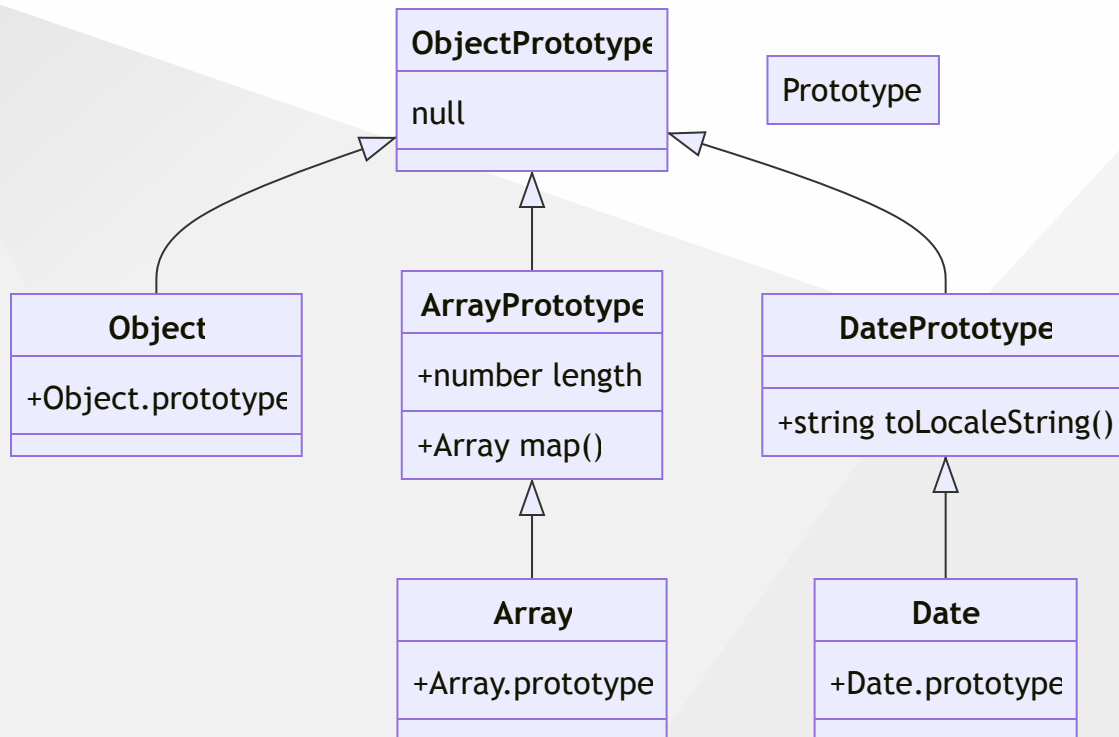 ObjectPrototype
null
Prototype
Object
+Object.prototype
ArrayPrototype
+number length
+Array map()
DatePrototype
+string toLocaleString()
Array
+Array.prototype
Date
+Date.prototype